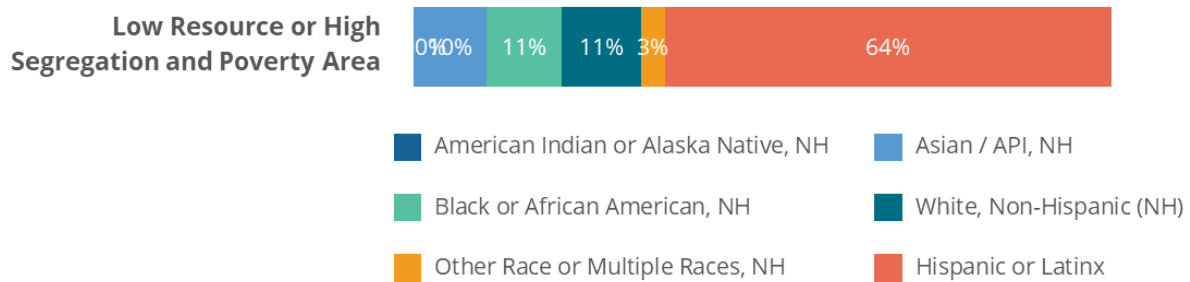 Low Resource or High
Segregation and Poverty Area
0% 10% 11% 11% 3% 64%
American Indian or Alaska Native, NH
Asian / API, NH
Black or African American, NH
White, Non-Hispanic (NH)
Other Race or Multiple Races, NH
Hispanic or Latinx